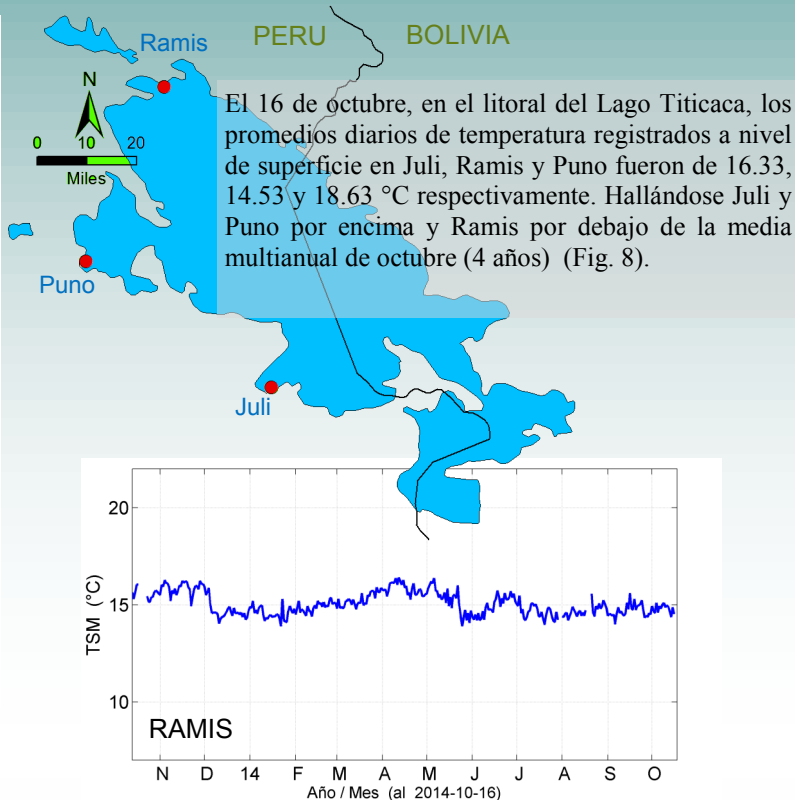 Ramis
PERU
BOLIVIA
N
0 10 20
Miles
El 16 de octubre, en el litoral del Lago Titicaca, los
promedios diarios de temperatura registrados a nivel
de superficie en Juli, Ramis y Puno fueron de 16.33,
14.53 y 18.63 °C respectivamente. Hallándose Juli y
Puno por encima y Ramis por debajo de la media
multianual de octubre (4 años) (Fig. 8).
Puno
Juli
20
15
10
TSM (°C)
RAMIS
N D 14 F M A M J J A S O
Año / Mes (al 2014-10-16)